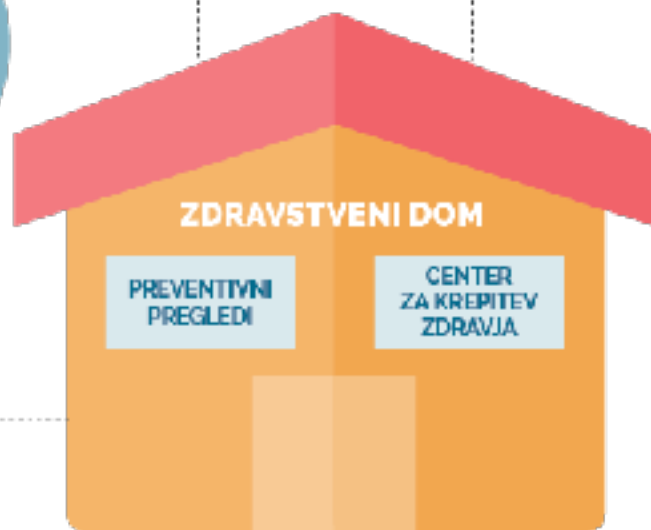 ZDRAVSTVENI DOM
PREVENTIVNI
PREGLEDI
CENTER
ZA KREPITEV
ZDRAVJA